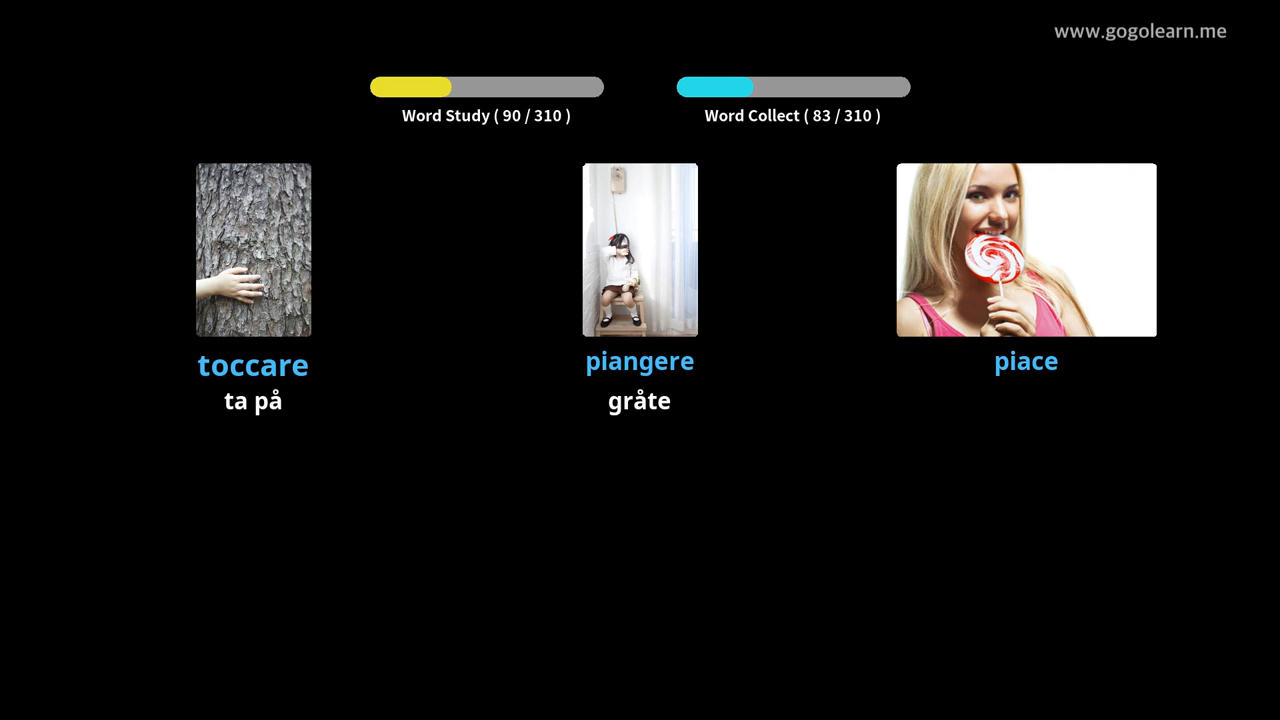 www.gogolearn.me
Word Study ( 90 / 310 )
Word Collect ( 83 / 310 )
toccare
ta på
piangere
gråte
piace